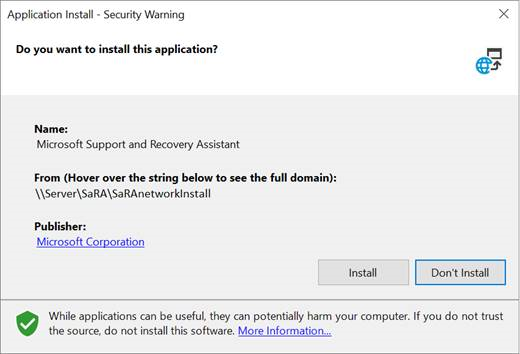 Application Install - Security Warning
Do you want to install this application?
Name:
Microsoft Support and Recovery Assistant
From (Hover over the string below to see the full domain):
\\Server\SaRA\SaRAnetworkInstall
Publisher:
Microsoft Corporation
Install
Don't Install
While applications can be useful, they can potentially harm your computer. If you do not trust
the source, do not install this software. More Information...